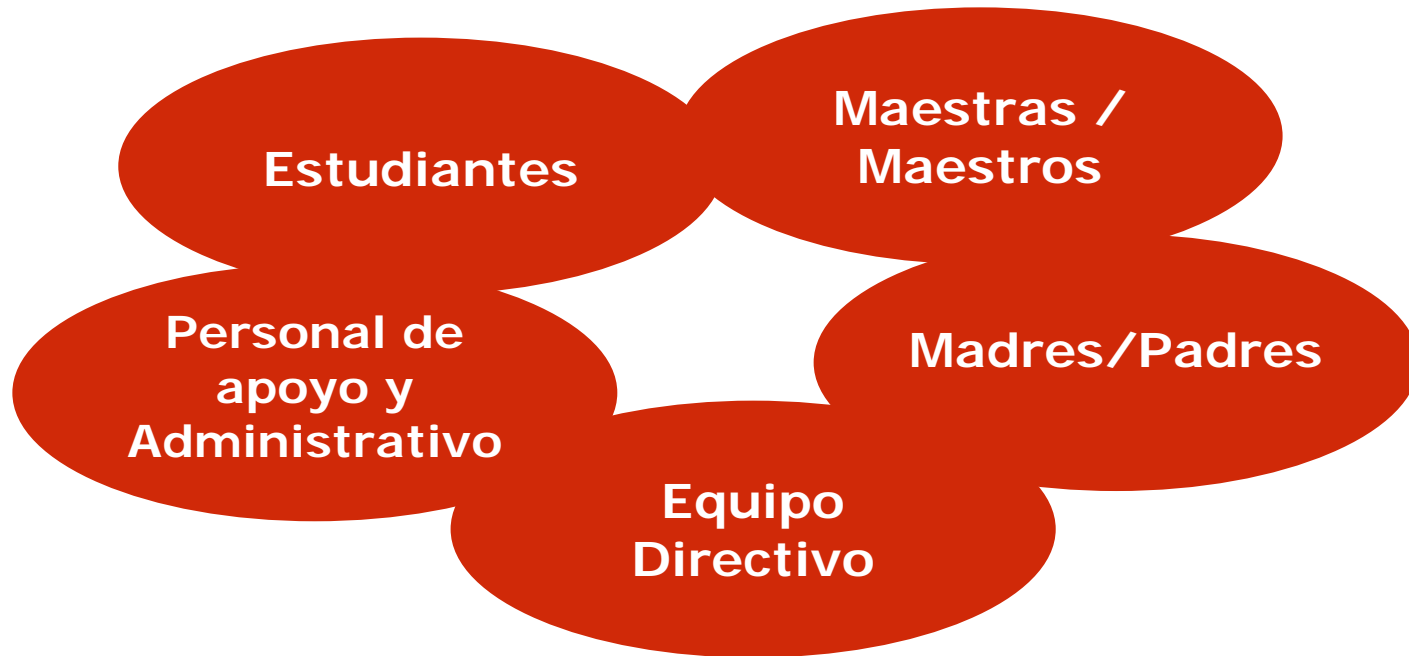 Estudiantes
Maestras /
Maestros
Personal de
apoyo y
Administrativo
Madres/Padres
Equipo
Directivo